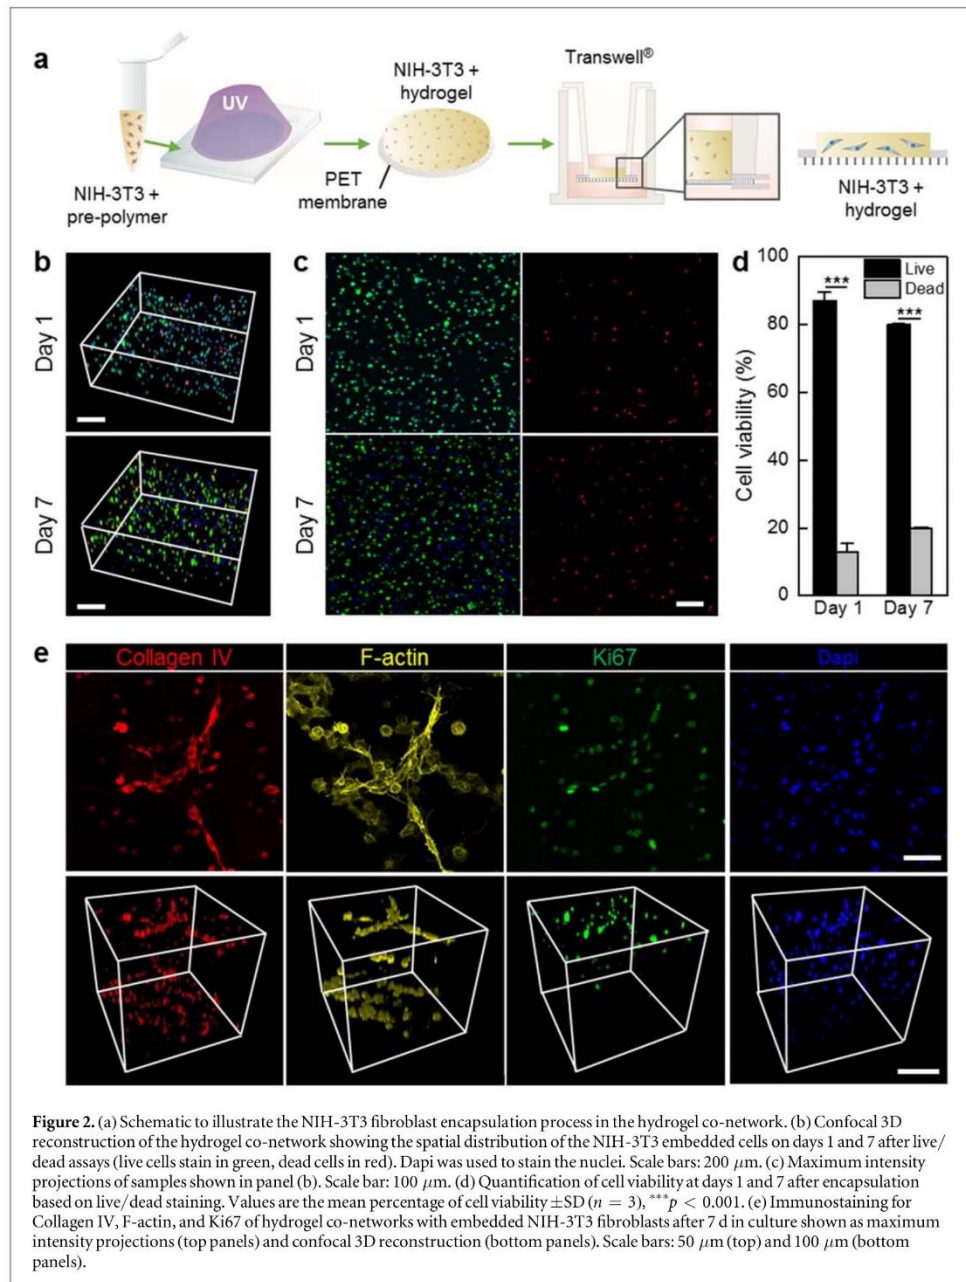 a
Transwell®
NIH-3T3 +
hydrogel
UV
PET
membrane
NIH-3T3 +
pre-polymer
NIH-3T3 +
hydrogel
b
c
d
Day 1
Day 7
Day 1
Day 7
Cell viability (%)
100
80
60
40
20
0
Live
Dead
***
***
Day 1
Day 7
e
Collagen IV
F-actin
Ki67
Dapi
Figure 2. (a) Schematic to illustrate the NIH-3T3 fibroblast encapsulation process in the hydrogel co-network. (b) Confocal 3D
reconstruction of the hydrogel co-network showing the spatial distribution of the NIH-3T3 embedded cells on days 1 and 7 after live/
dead assays (live cells stain in green, dead cells in red). Dapi was used to stain the nuclei. Scale bars: 200 μm. (c) Maximum intensity
projections of samples shown in panel (b). Scale bar: 100 μm. (d) Quantification of cell viability at days 1 and 7 after encapsulation
based on live/dead staining. Values are the mean percentage of cell viability ±SD (n = 3), ***p < 0.001. (e) Immunostaining for
Collagen IV, F-actin, and Ki67 of hydrogel co-networks with embedded NIH-3T3 fibroblasts after 7 d in culture shown as maximum
intensity projections (top panels) and confocal 3D reconstruction (bottom panels). Scale bars: 50 μm (top) and 100 μm (bottom
panels).